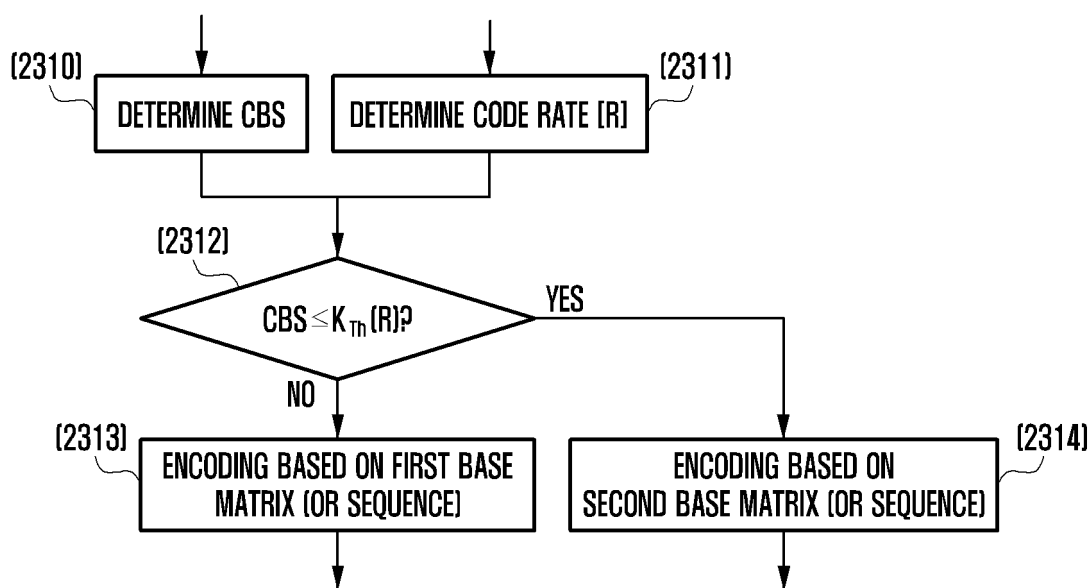 (2310)
(2311)
DETERMINE CBS
DETERMINE CODE RATE [R]
(2312)
CBS ≤ K Th (R)?
YES
NO
(2313)
(2314)
ENCODING BASED ON FIRST BASE
MATRIX (OR SEQUENCE)
ENCODING BASED ON
SECOND BASE MATRIX (OR SEQUENCE)